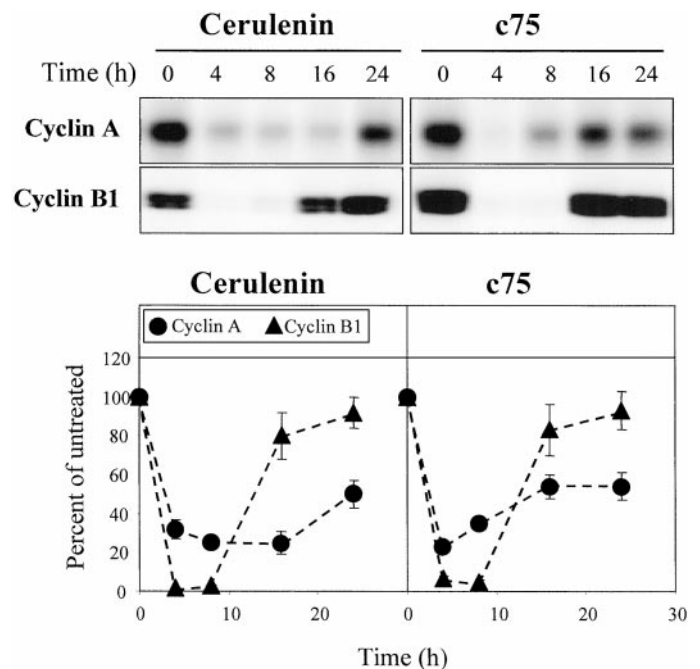 Cerulenin c75
Time (h) 0 4 8 16 24 0 4 8 16 24
Cyclin A
Cyclin B1
Cerulenin c75
Cyclin A Cyclin B1
120
100
80
60
40
20
0
Percent of untreated
0 10 20 0 10 20 30
Time (h)